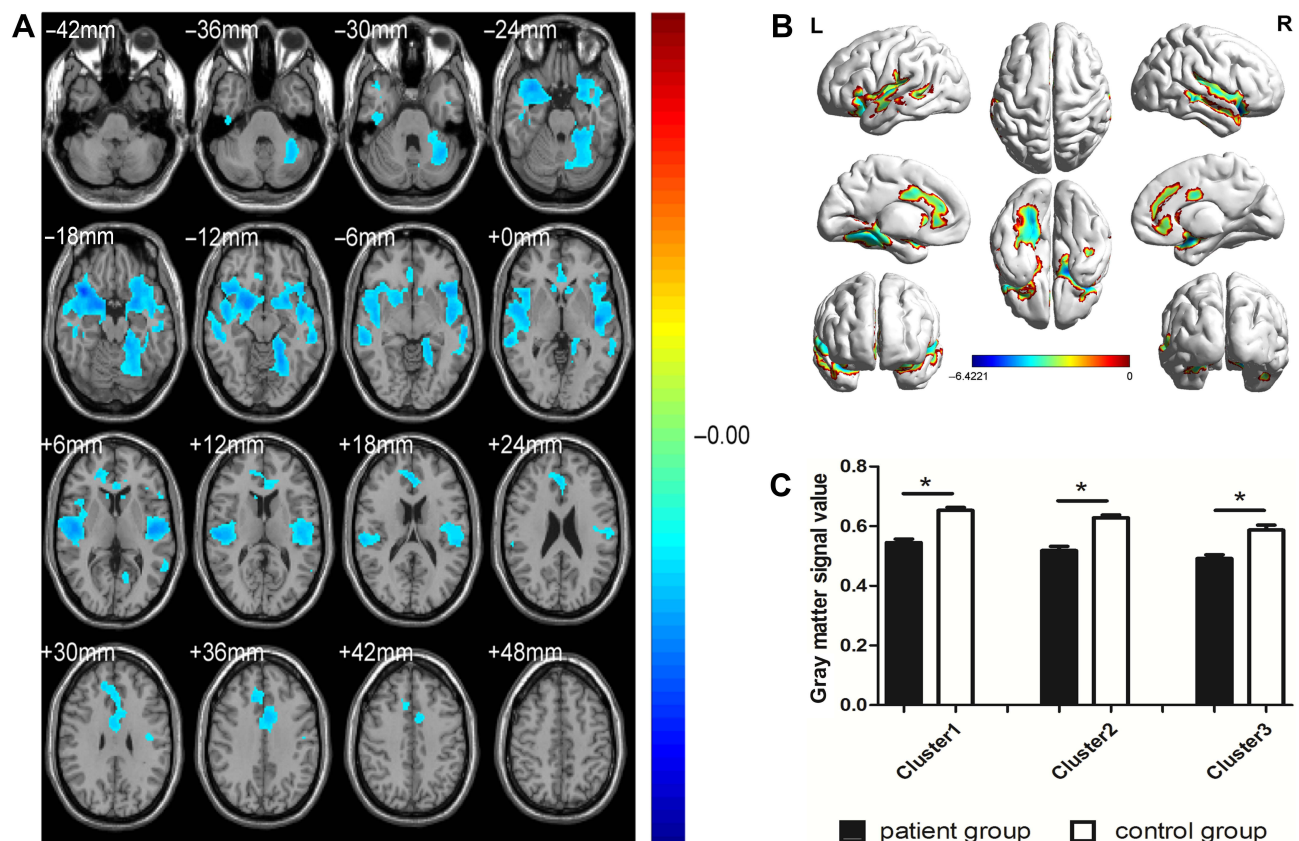 A
−42mm −36mm −30mm −24mm
−18mm −12mm −6mm +0mm
+6mm +12mm +18mm +24mm
+30mm +36mm +42mm +48mm
−0.00
B L R
−6.4221 0
C
Gray matter signal value
0.8
0.6
0.4
0.2
0.0
* * *
Cluster1 Cluster2 Cluster3
patient group control group